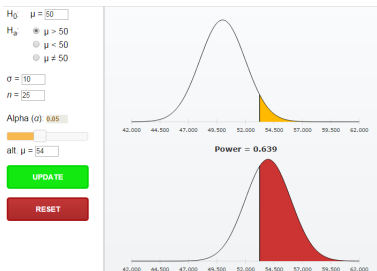 H0: μ = 50
Ha: μ > 50
μ < 50
μ ≠ 50
σ = 10
n = 25
Alpha (α): 0.05
alt. μ = 54
UPDATE
RESET
42.000 44.500 47.000 49.500 52.000 54.500 57.000 59.500 62.000
Power = 0.639
42.000 44.500 47.000 49.500 52.000 54.500 57.000 59.500 62.000